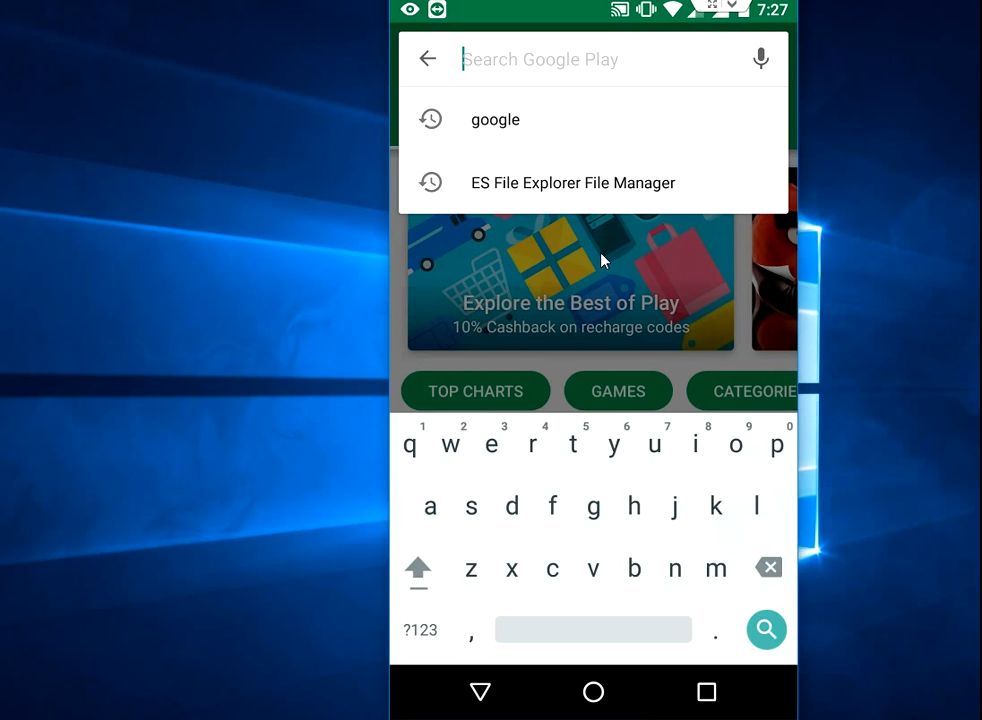 7:27
Search Google Play
google
ES File Explorer File Manager
Explore the Best of Play
10% Cashback on recharge codes
TOP CHARTS GAMES CATEGORIE
1 2 3 4 5 6 7 8 9 0
q w e r t y u i o p
a s d f g h j k l
z x c v b n m
?123 , .